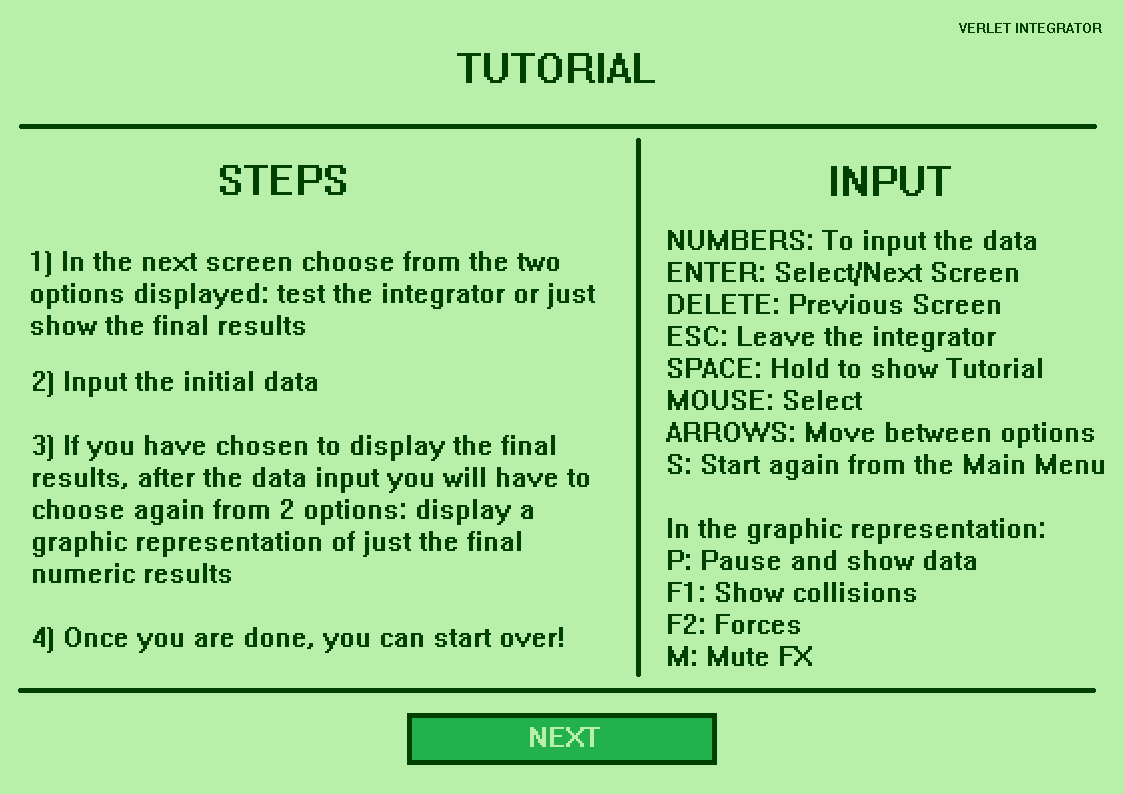 VERLET INTEGRATOR
TUTORIAL
STEPS
1) In the next screen choose from the two
options displayed: test the integrator or just
show the final results
2) Input the initial data
3) If you have chosen to display the final
results, after the data input you will have to
choose again from 2 options: display a
graphic representation of just the final
numeric results
4) Once you are done, you can start over!
INPUT
NUMBERS: To input the data
ENTER: Select/Next Screen
DELETE: Previous Screen
ESC: Leave the integrator
SPACE: Hold to show Tutorial
MOUSE: Select
ARROWS: Move between options
S: Start again from the Main Menu
In the graphic representation:
P: Pause and show data
F1: Show collisions
F2: Forces
M: Mute FX
NEXT